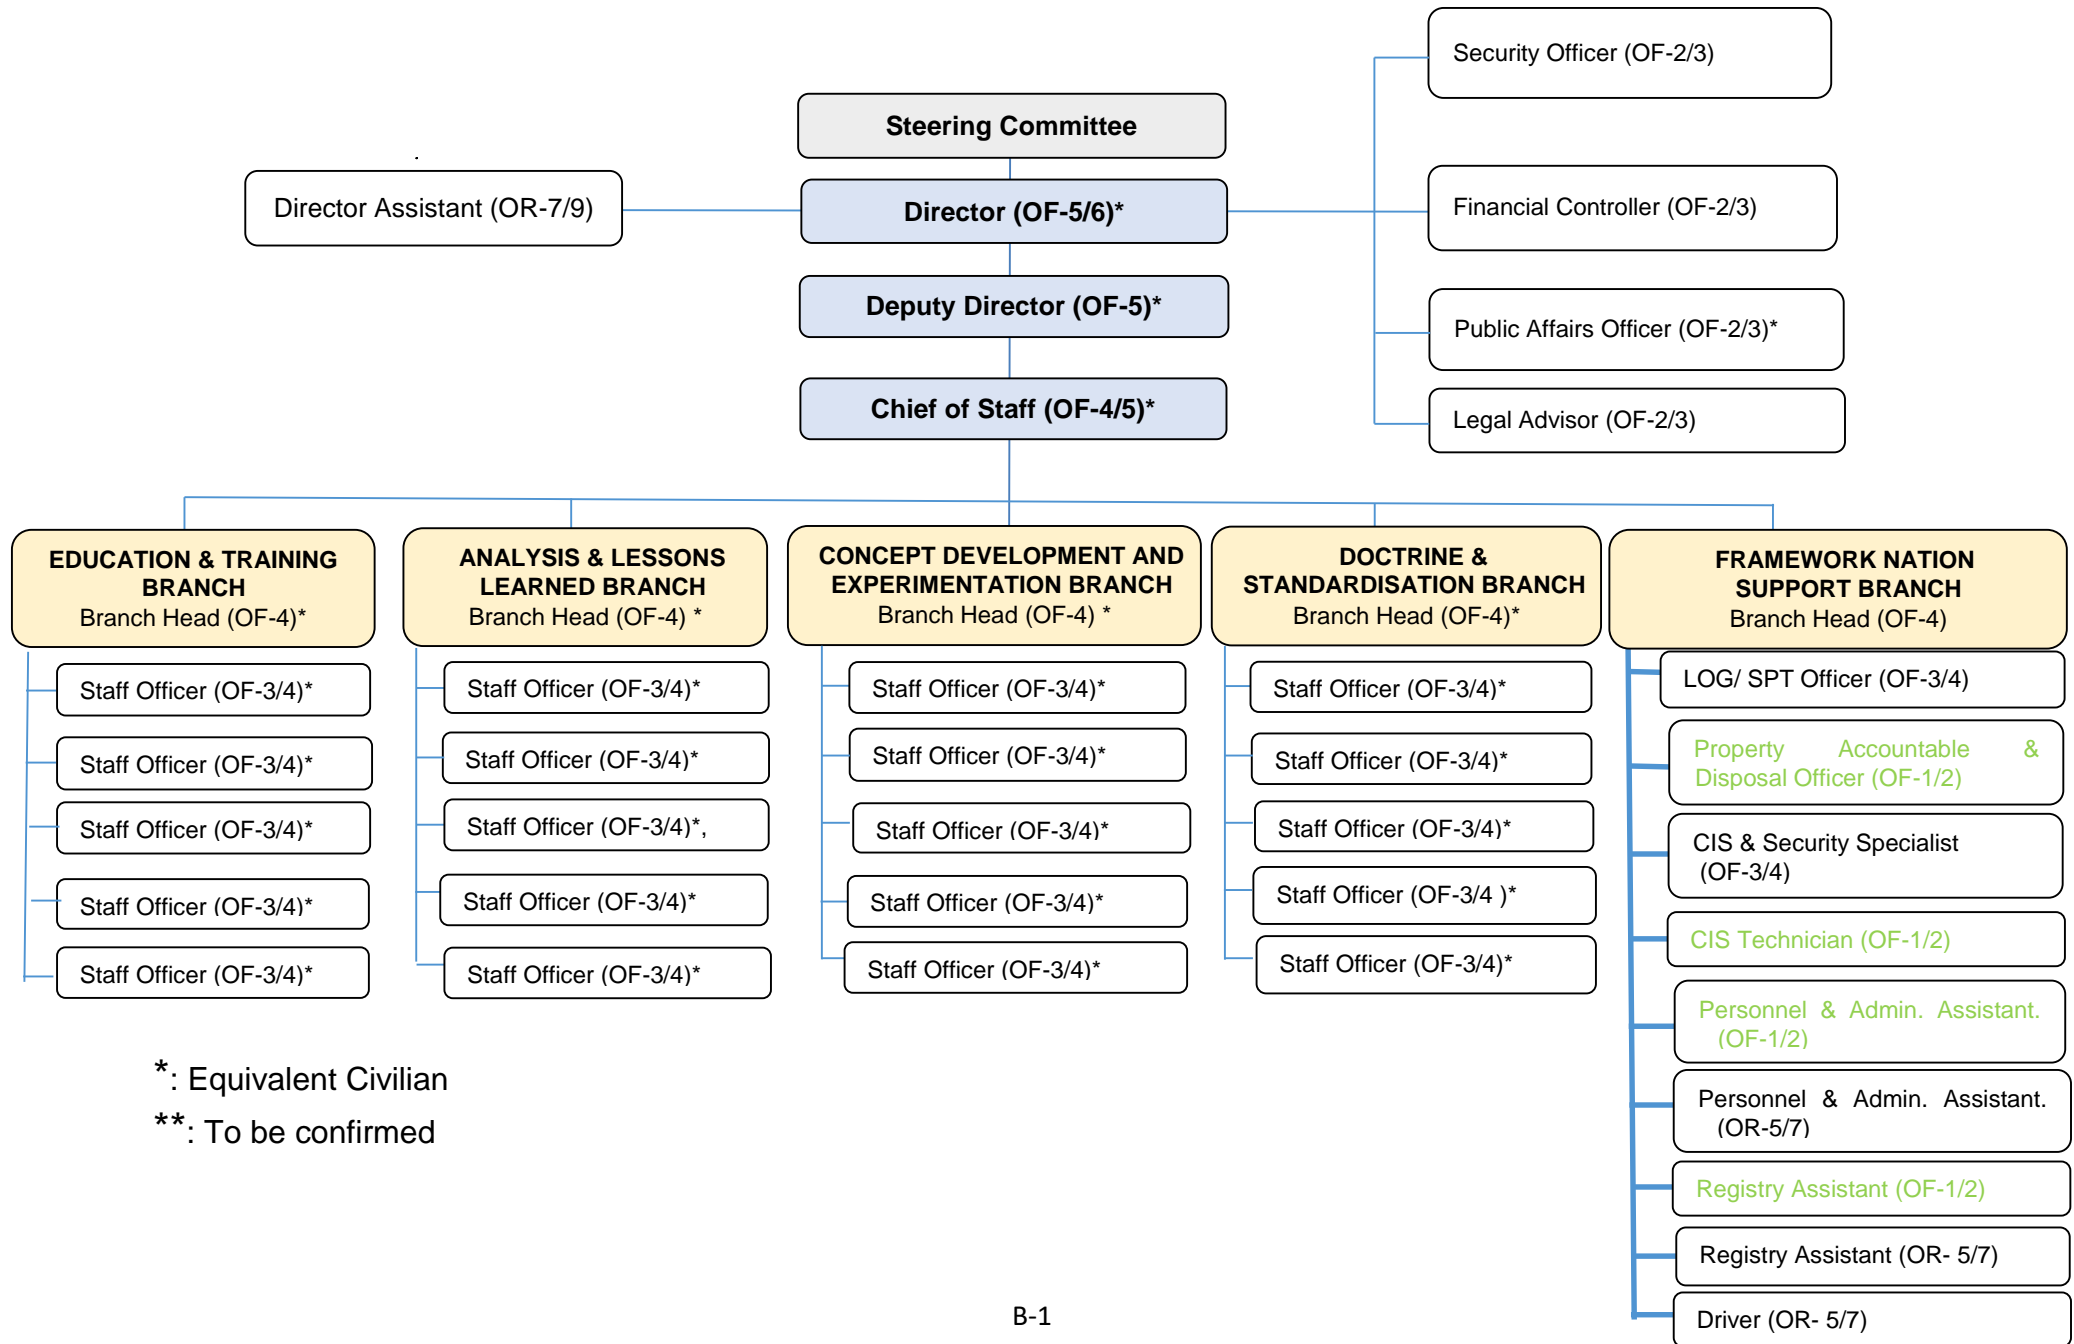 Security Officer (OF-2/3)
Steering Committee
Director Assistant (OR-7/9)
Director (OF-5/6)*
Financial Controller (OF-2/3)
Deputy Director (OF-5)*
Public Affairs Officer (OF-2/3)*
Chief of Staff (OF-4/5)*
Legal Advisor (OF-2/3)
EDUCATION & TRAINING
BRANCH
Branch Head (OF-4)*
Staff Officer (OF-3/4)*
Staff Officer (OF-3/4)*
Staff Officer (OF-3/4)*
Staff Officer (OF-3/4)*
Staff Officer (OF-3/4)*
ANALYSIS & LESSONS
LEARNED BRANCH
Branch Head (OF-4) *
Staff Officer (OF-3/4)*
Staff Officer (OF-3/4)*
Staff Officer (OF-3/4)*,
Staff Officer (OF-3/4)*
Staff Officer (OF-3/4)*
CONCEPT DEVELOPMENT AND
EXPERIMENTATION BRANCH
Branch Head (OF-4) *
Staff Officer (OF-3/4)*
Staff Officer (OF-3/4)*
Staff Officer (OF-3/4)*
Staff Officer (OF-3/4)*
Staff Officer (OF-3/4)*
DOCTRINE &
STANDARDISATION BRANCH
Branch Head (OF-4)*
Staff Officer (OF-3/4)*
Staff Officer (OF-3/4)*
Staff Officer (OF-3/4)*
Staff Officer (OF-3/4 )*
Staff Officer (OF-3/4)*
FRAMEWORK NATION
SUPPORT BRANCH
Branch Head (OF-4)
LOG/ SPT Officer (OF-3/4)
Property Accountable &
Disposal Officer (OF-1/2)
CIS & Security Specialist
(OF-3/4)
CIS Technician (OF-1/2)
Personnel & Admin. Assistant.
(OF-1/2)
Personnel & Admin. Assistant.
(OR-5/7)
Registry Assistant (OF-1/2)
Registry Assistant (OR- 5/7)
Driver (OR- 5/7)
*: Equivalent Civilian
**: To be confirmed
B-1